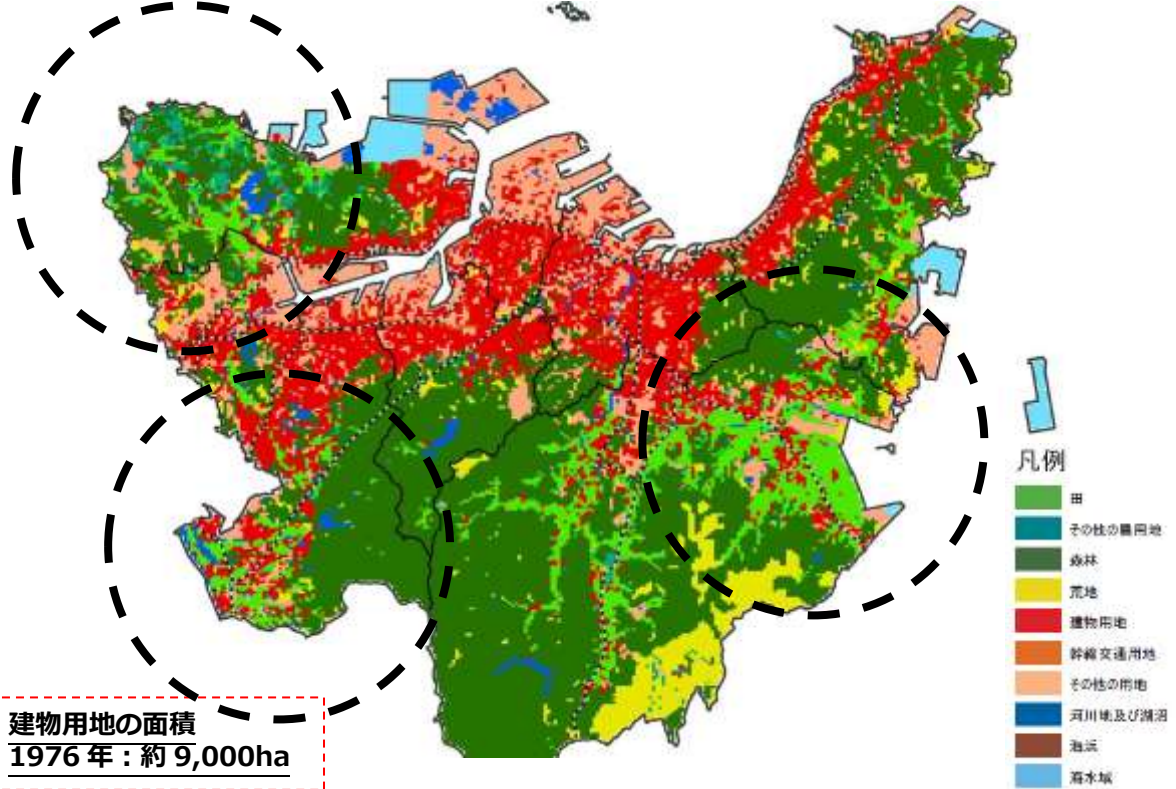 凡例
田
その他の農用地
森林
荒地
建物用地
幹線交通用地
その他の用地
河川地及び湖沼
海浜
海水域
建物用地の面積
1976年：約9,000ha